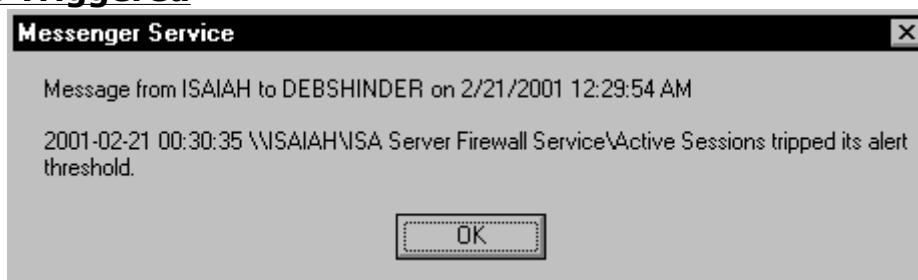 Triggered
Messenger Service
Message from ISAIAH to DEBSHINDER on 2/21/2001 12:29:54 AM
2001-02-21 00:30:35 \\ISAIAH\ISA Server Firewall Service\Active Sessions tripped its alert
threshold.
OK